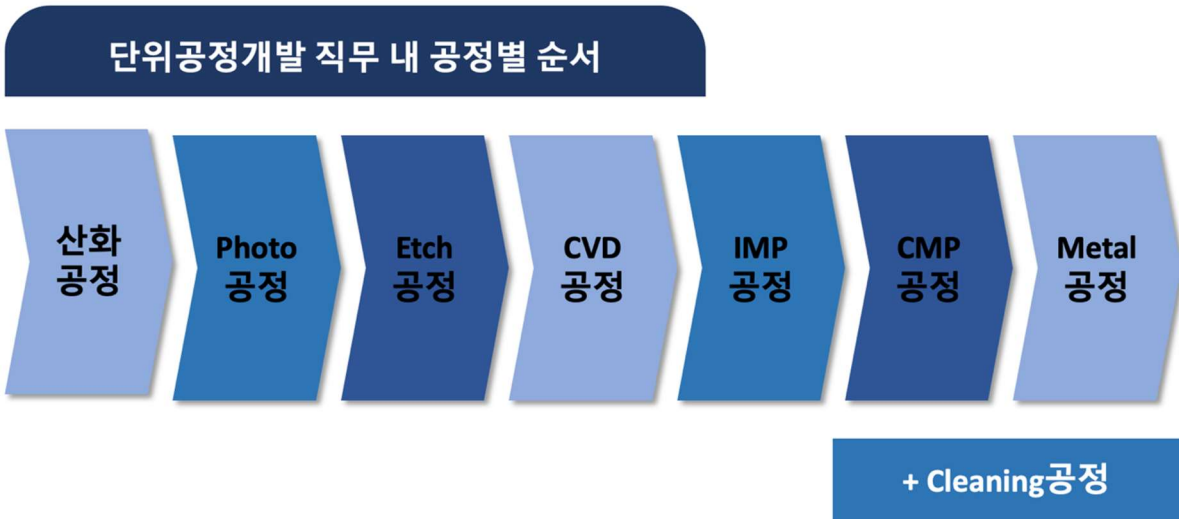 단위공정개발 직무 내 공정별 순서
산화
공정
Photo
공정
Etch
공정
CVD
공정
IMP
공정
CMP
공정
Metal
공정
+ Cleaning공정